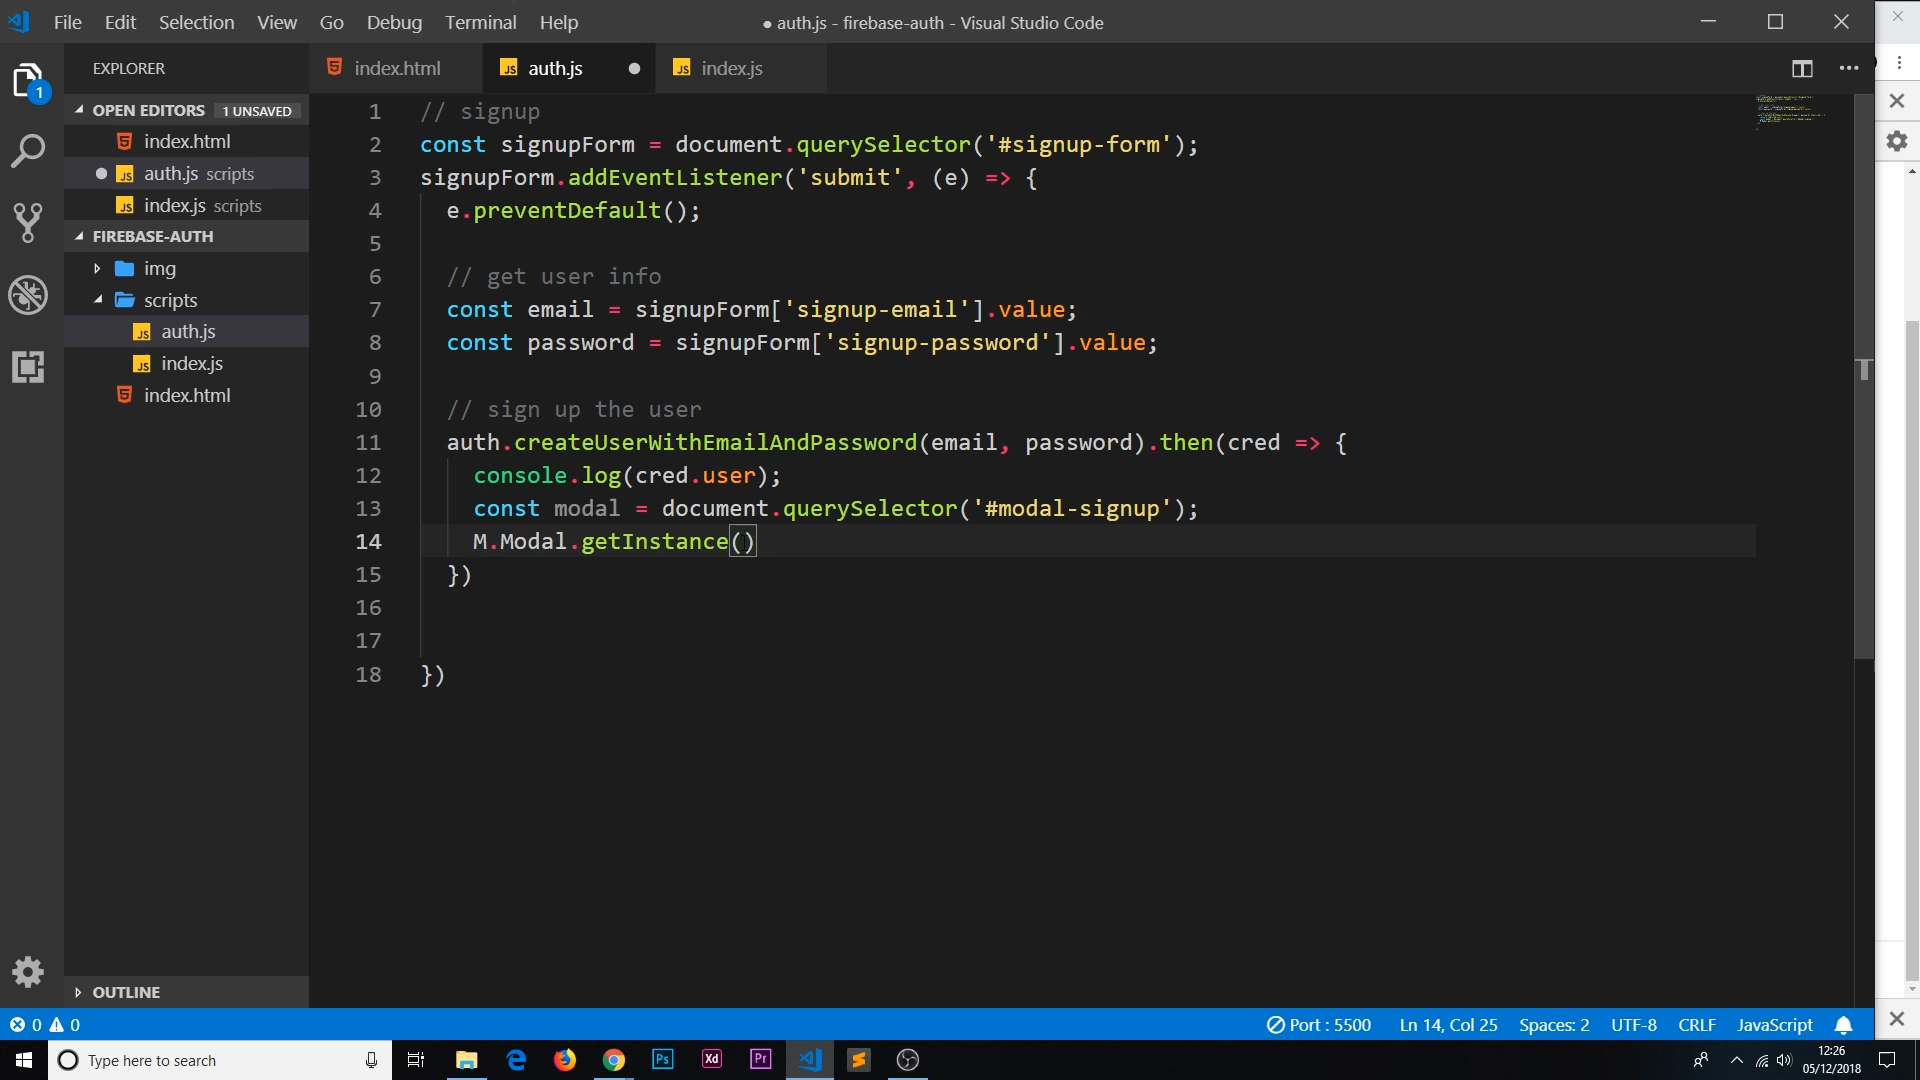 File Edit Selection View Go Debug Terminal Help
● auth.js - firebase-auth - Visual Studio Code
EXPLORER
OPEN EDITORS 1 UNSAVED
index.html
auth.js scripts
index.js scripts
FIREBASE-AUTH
img
scripts
auth.js
index.js
index.html
OUTLINE
1
index.html
JS auth.js
JS index.js
1 // signup
2 const signupForm = document.querySelector('#signup-form');
3 signupForm.addEventListener('submit', (e) => {
4 e.preventDefault();
5
6 // get user info
7 const email = signupForm['signup-email'].value;
8 const password = signupForm['signup-password'].value;
9
10 // sign up the user
11 auth.createUserWithEmailAndPassword(email, password).then(cred => {
12 console.log(cred.user);
13 const modal = document.querySelector('#modal-signup');
14 M.Modal.getInstance()
15 })
16
17
18 })
0 0
Port : 5500 Ln 14, Col 25 Spaces: 2 UTF-8 CRLF JavaScript
Type here to search
Ps Xd Pr
12:26
05/12/2018